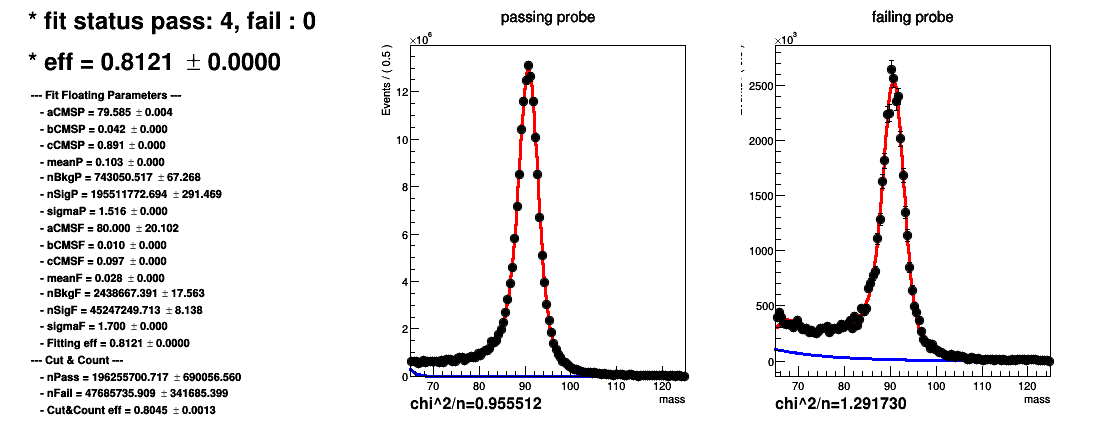 * fit status pass: 4, fail : 0
* eff = 0.8121 ± 0.0000
--- Fit Floating Parameters ---
- aCMSP = 79.585 ± 0.004
- bCMSP = 0.042 ± 0.000
- cCMSP = 0.891 ± 0.000
- meanP = 0.103 ± 0.000
- nBkgP = 743050.517 ± 67.268
- nSigP = 195511772.694 ± 291.469
- sigmaP = 1.516 ± 0.000
- aCMSF = 80.000 ± 20.102
- bCMSF = 0.010 ± 0.000
- cCMSF = 0.097 ± 0.000
- meanF = 0.028 ± 0.000
- nBkgF = 2438667.391 ± 17.563
- nSigF = 45247249.713 ± 8.138
- sigmaF = 1.700 ± 0.000
- Fitting eff = 0.8121 ± 0.0000
--- Cut & Count ---
- nPass = 196255700.717 ± 690056.560
- nFail = 47685735.909 ± 341685.399
- Cut&Count eff = 0.8045 ± 0.0013
passing probe
×10^6
Events / ( 0.5 )
12
10
8
6
4
2
0
70 80 90 100 110 120
mass
chi^2/n=0.955512
failing probe
×10^3
2500
2000
1500
1000
500
0
70 80 90 100 110 120
mass
chi^2/n=1.291730